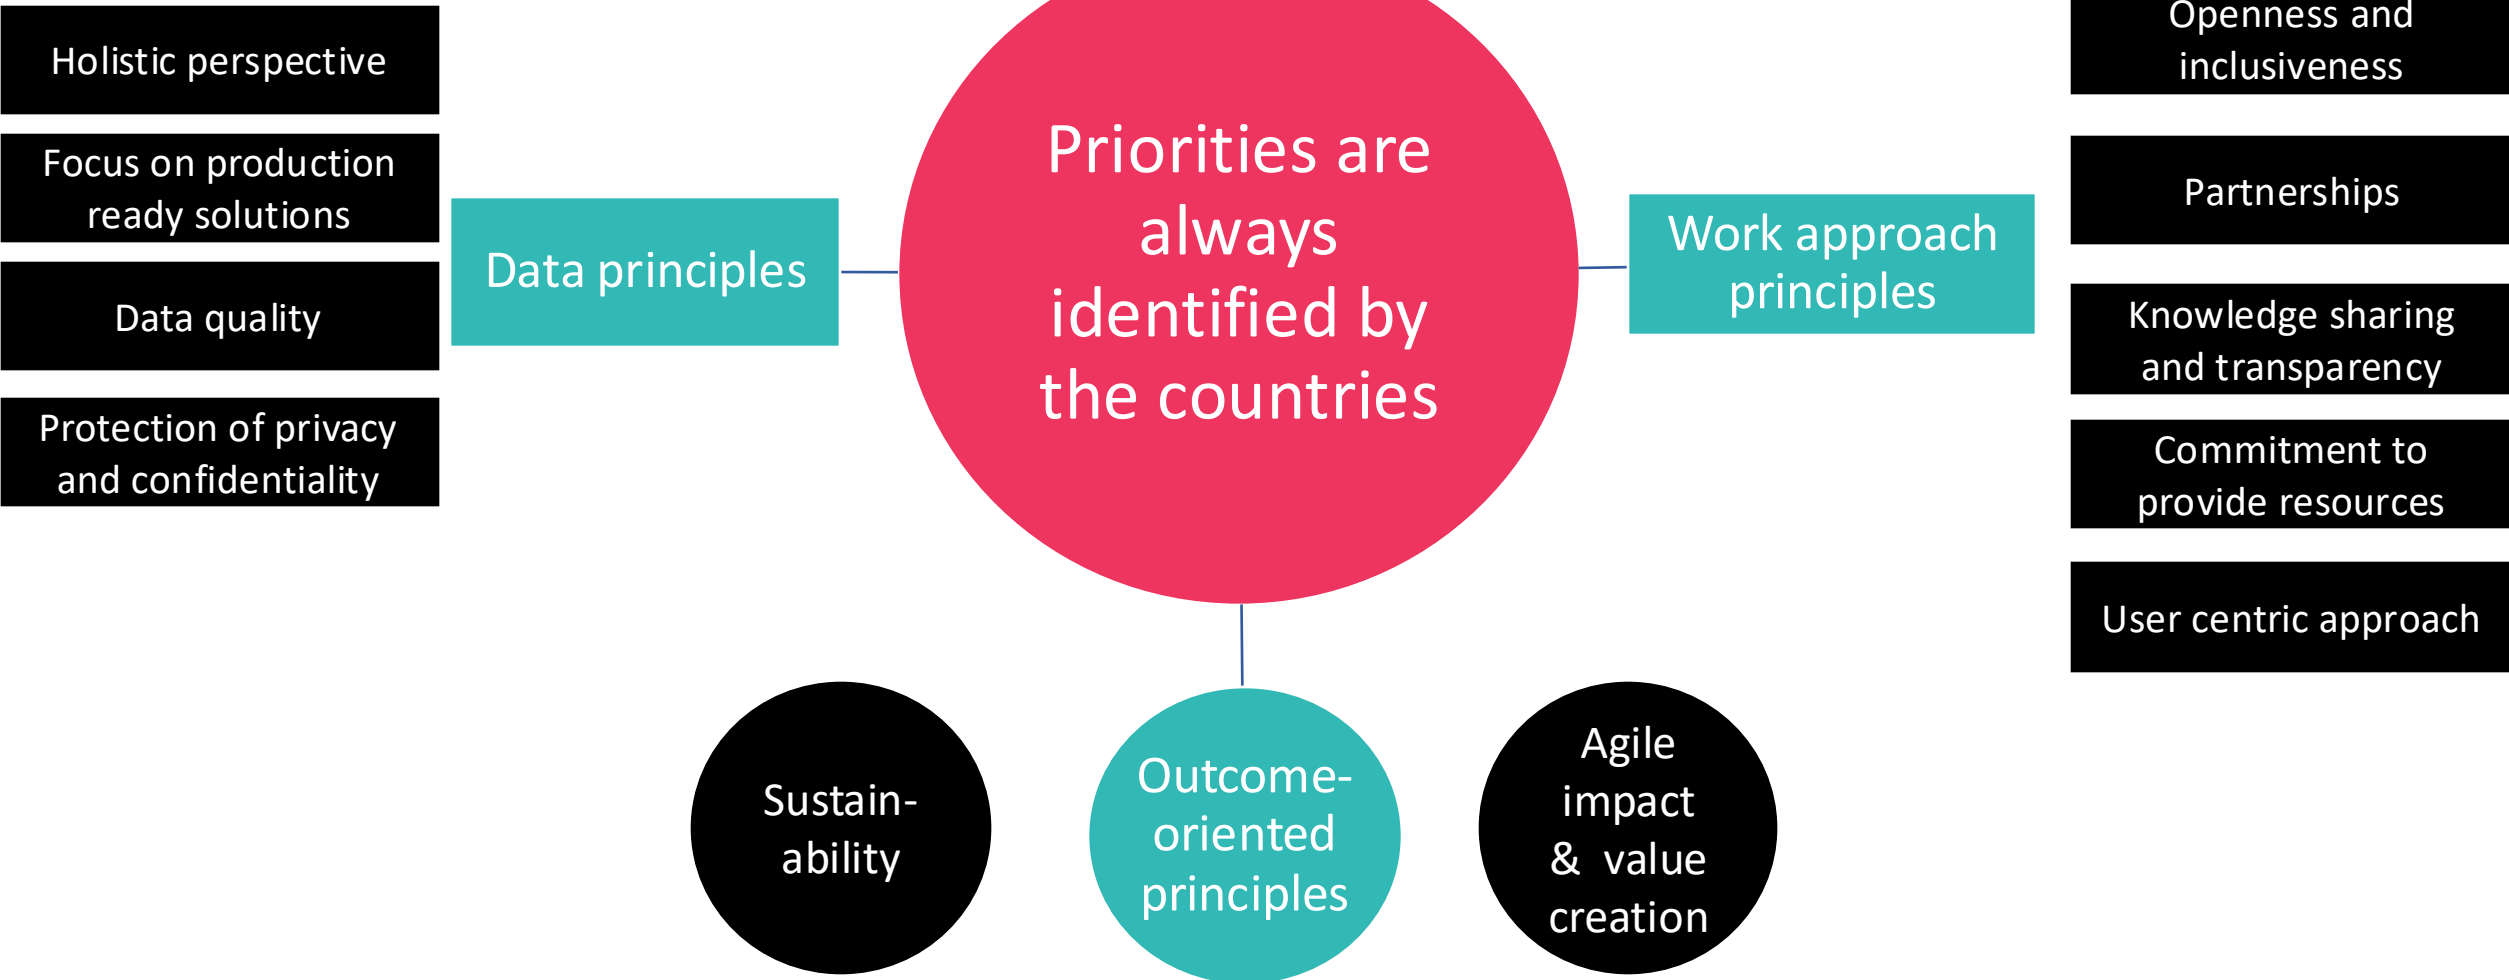 Holistic perspective
Focus on production
ready solutions
Data quality
Protection of privacy
and confidentiality
Data principles
Priorities are
always
identified by
the countries
Work approach
principles
Openness and
inclusiveness
Partnerships
Knowledge sharing
and transparency
Commitment to
provide resources
User centric approach
Sustain-
ability
Outcome-
oriented
principles
Agile
impact
& value
creation